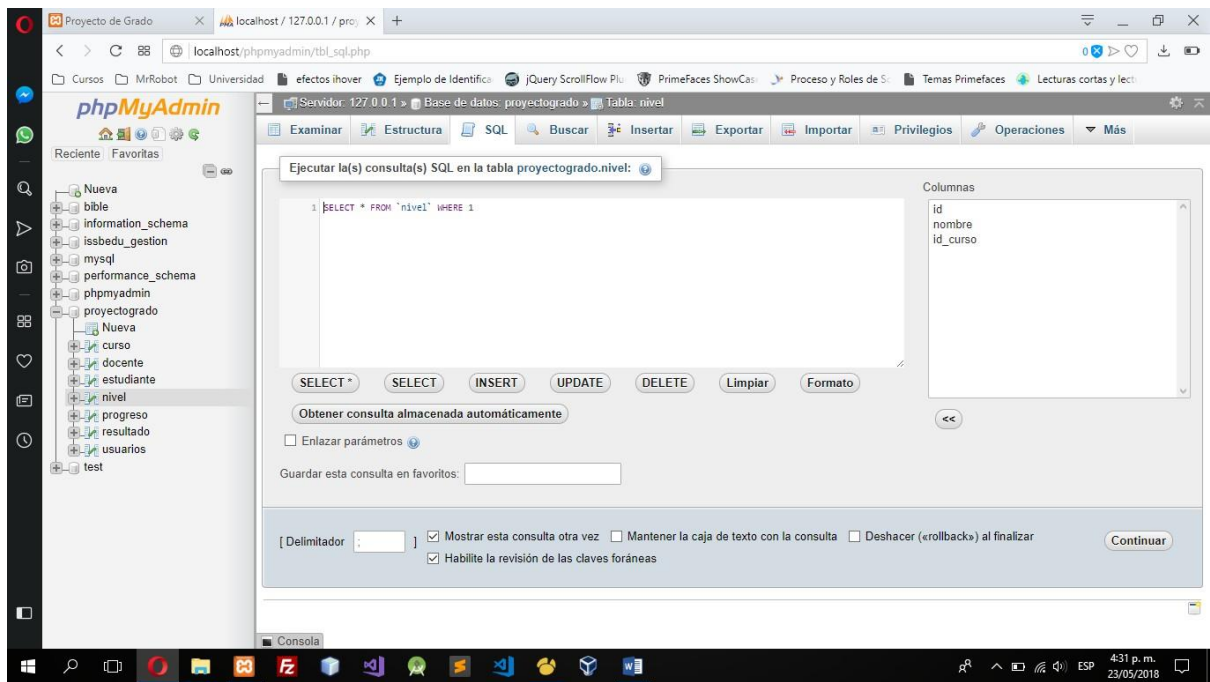 Proyecto de Grado
localhost / 127.0.0.1 / proy
localhost/phpmyadmin/tbl_sql.php
0
Cursos MrRobot Universidad efectos ihover Ejemplo de Identifica jQuery ScrollFlow Plu PrimeFaces ShowCas Proceso y Roles de Sc Temas Primefaces Lecturas cortas y lect
phpMyAdmin
Reciente Favoritas
Nueva
bible
information_schema
issbedu_gestion
mysql
performance_schema
phpmyadmin
proyectogrado
Nueva
curso
docente
estudiante
nivel
progreso
resultado
usuarios
test
Servidor: 127.0.0.1 » Base de datos: proyectogrado » Tabla: nivel
Examinar Estructura SQL Buscar Insertar Exportar Importar Privilegios Operaciones Más
Ejecutar la(s) consulta(s) SQL en la tabla proyectogrado.nivel:
1 SELECT * FROM `nivel` WHERE 1
Columnas
id
nombre
id_curso
SELECT * SELECT INSERT UPDATE DELETE Limpiar Formato
<<
Obtener consulta almacenada automáticamente
Enlazar parámetros
Guardar esta consulta en favoritos:
[ Delimitador ; ] Mostrar esta consulta otra vez Mantener la caja de texto con la consulta Deshacer («rollback») al finalizar
Habilite la revisión de las claves foráneas
Continuar
Consola
ESP
4:31 p. m.
23/05/2018